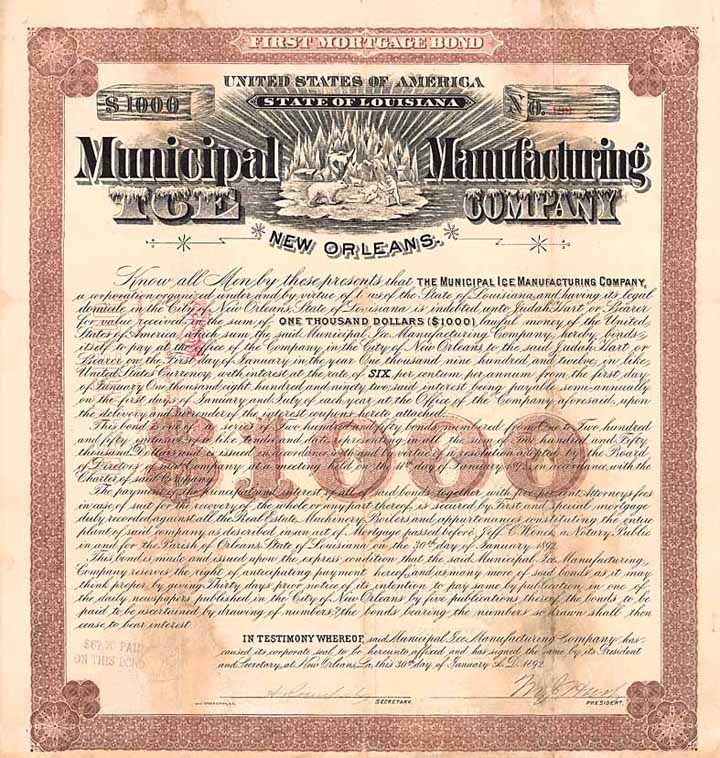 FIRST MORTGAGE BOND
UNITED STATES OF AMERICA
$1000 STATE OF LOUISIANA No.
Municipal Manufacturing
ICE COMPANY
NEW ORLEANS.
Know all Men by these presents that THE MUNICIPAL ICE MANUFACTURING COMPANY,
a corporation organized under and by virtue of the State of Louisiana, and having its legal
domicile in the City of New Orleans, State of Louisiana is indebted unto Judah Hart or Bearer
for value received in the sum of ONE THOUSAND DOLLARS ($1000) lawful money of the United
States of America, which sum the said Municipal Ice Manufacturing Company, hereby binds
itself to pay at the office of the Company, in the City of New Orleans to the said Judah Hart or
Bearer on the First day of January in the year One thousand nine hundred and twelve, in like
United States Currency, with interest at the rate of SIX per centum per annum from the first day
of January One thousand eight hundred and ninety two, said interest being payable semi-annually
on the first days of January and July of each year, at the Office of the Company aforesaid, upon
the delivery and surrender of the interest coupons hereto attached.
This bond is one of a series of Two hundred and fifty bonds numbered from One to Two hundred
and fifty inclusive of a like kind and date, representing in all the sum of Two hundred and Fifty
thousand Dollars and is issued in accordance with and by virtue of a resolution adopted by the Board
of Directors of said Company at a meeting held on the 11th day of January 1892, in accordance with the
Charter of said Company.
The payment of the principal and interest of all of said bonds together with five per cent Attorneys fees
in case of suit for the recovery of the whole or any part thereof, is secured by First and special mortgage
duly recorded against all the Real Estate, Machinery, Boilers and appurtenances constituting the entire
plant of said company as described in an act of Mortgage passed before Jeff. C. Wenck, a Notary Public
in and for the Parish of Orleans, State of Louisiana on the 30th day of January 1892.
This bond is made and issued upon the express condition that the said Municipal Ice Manufacturing
Company reserves the right of anticipating payment hereof, and as many more of said bonds as it may
think proper by giving Thirty days prior notice of its intention to pay same by publication in one of
the daily newspapers published in the City of New Orleans by five publications thereof, the bonds to be
paid to be ascertained by drawing of numbers, & the bonds bearing the numbers so drawn shall then
cease to bear interest.
$1000
IN TESTIMONY WHEREOF, said Municipal Ice Manufacturing Company has
caused its corporate seal to be hereunto affixed and has signed the same by its President
and Secretary, at New Orleans, La, this 30th day of January A.D. 1892.
PAID
ON THIS BOND
SECRETARY.
PRESIDENT.